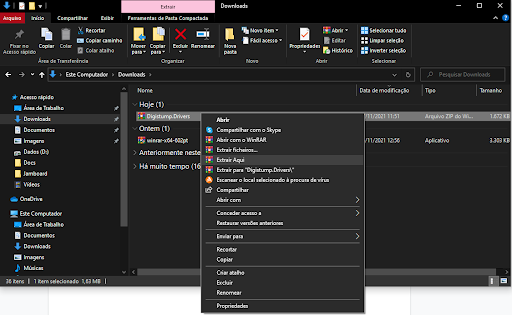 Extrair
Downloads
Arquivo
Início
Compartilhar
Exibir
Ferramentas de Pasta Compactada
Fixar no Acesso rápido
Copiar
Colar
Recortar
Copiar caminho
Colar atalho
Mover para
Copiar para
Excluir
Renomear
Nova pasta
Novo item
Fácil acesso
Propriedades
Abrir
Editar
Histórico
Selecionar tudo
Limpar seleção
Inverter seleção
Área de Transferência
Organizar
Novo
Abrir
Selecionar
Este Computador > Downloads >
Pesquisar Downloads
Nome
Data de modificação
Tipo
Tamanho
Acesso rápido
Área de Trabalho
Downloads
Documentos
Imagens
Dados (D:)
Docs
Jamboard
Vídeos
OneDrive
Este Computador
Área de Trabalho
Documentos
Downloads
Imagens
Músicas
Hoje (1)
Digistump.Drivers
/11/2021 11:51
Arquivo ZIP do Wi...
1.672 KB
Ontem (1)
winrar-x64-602pt
/11/2021 12:56
Aplicativo
3.303 KB
Anteriormente neste
Há muito tempo (16
Abrir
Compartilhar com o Skype
Abrir com o WinRAR
Extrair ficheiros...
Extrair Aqui
Extrair para "Digistump.Drivers\"
Escanear o local selecionado à procura de vírus
Compartilhar
Abrir com
Conceder acesso a
Restaurar versões anteriores
Enviar para
Recortar
Copiar
Criar atalho
Excluir
Renomear
Propriedades
36 itens
1 item selecionado 1,63 MB